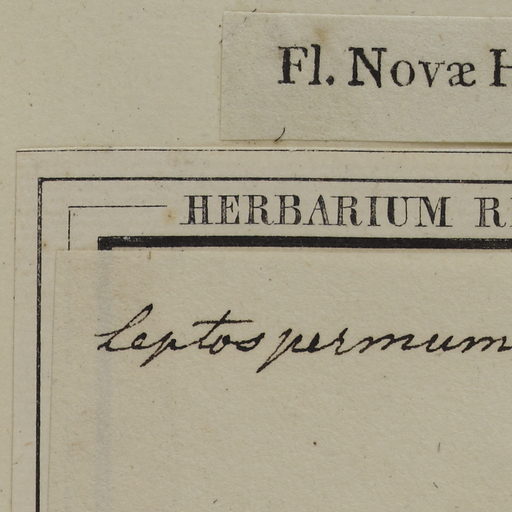 Fl. Novæ H
HERBARIUM R
Leptospermum